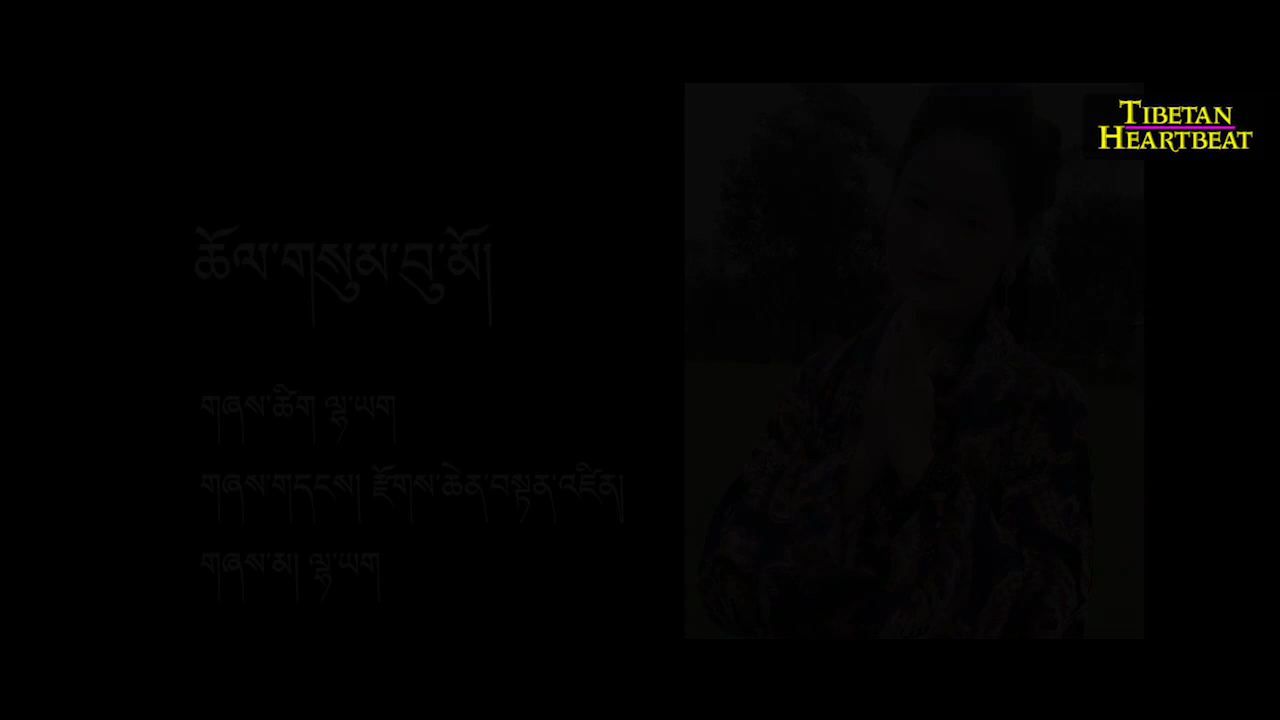 TIBETAN
HEARTBEAT
ཆོལ་གསུམ་བུ་མོ།
གཞས་ཚིག ལྷ་ཡག
གཞས་གདངས། རྫོགས་ཆེན་བསྟན་འཛིན།
གཞས་མ། ལྷ་ཡག